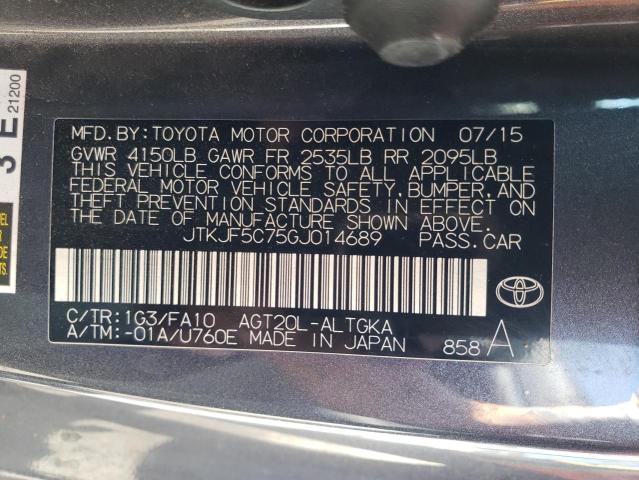 3 E
21200
MFD. BY: TOYOTA MOTOR CORPORATION 07/15
GVWR 4150LB GAWR FR 2535LB RR 2095LB
THIS VEHICLE CONFORMS TO ALL APPLICABLE
FEDERAL MOTOR VEHICLE SAFETY, BUMPER, AND
THEFT PREVENTION STANDARDS IN EFFECT ON
THE DATE OF MANUFACTURE SHOWN ABOVE.
JTKJF5C75GJ014689 PASS. CAR
C/TR: 1G3/FA10 AGT20L-ALTGKA
A/TM: -01A/U760E MADE IN JAPAN 858 A